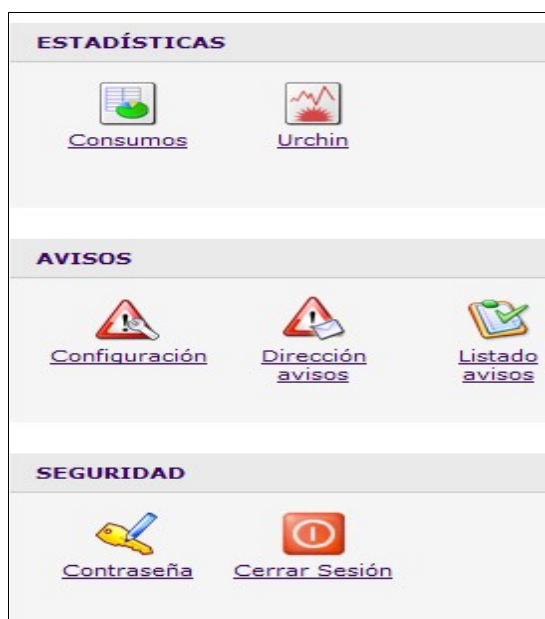 ESTADÍSTICAS
Consumos
Urchin
AVISOS
Configuración
Dirección
avisos
Listado
avisos
SEGURIDAD
Contraseña
Cerrar Sesión